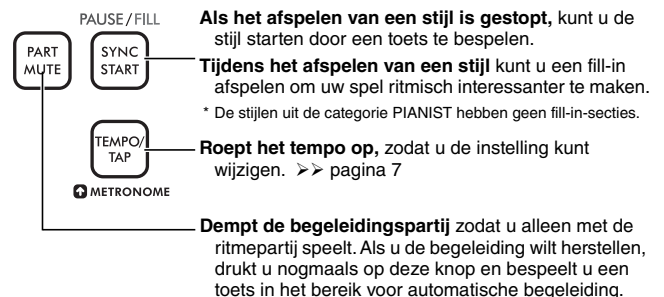 PAUSE/FILL
PART
MUTE
SYNC
START
TEMPO/
TAP
METRONOME
Als het afspelen van een stijl is gestopt, kunt u de
stijl starten door een toets te bespelen.
Tijdens het afspelen van een stijl kunt u een fill-in
afspelen om uw spel ritmisch interessanter te maken.
* De stijlen uit de categorie PIANIST hebben geen fill-in-secties.
Roept het tempo op, zodat u de instelling kunt
wijzigen. >> pagina 7
Dempt de begeleidingspartij zodat u alleen met de
ritmepartij speelt. Als u de begeleiding wilt herstellen,
drukt u nogmaals op deze knop en bespeelt u een
toets in het bereik voor automatische begeleiding.